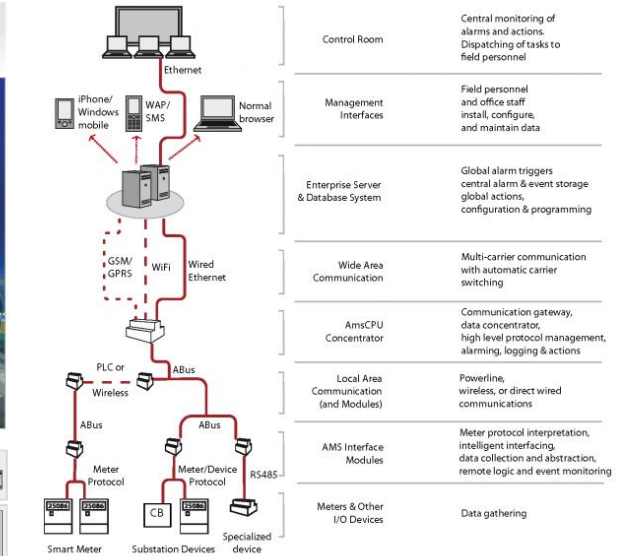 Ethernet
iPhone/
Windows
mobile
WAP/
SMS
Normal
browser
GSM/
GPRS
WiFi
Wired
Ethernet
PLC or
Wireless
ABus
ABus
ABus
Meter
Protocol
Meter/Device
Protocol
RS485
25086
25086
CB
25086
Smart Meter
Substation Devices
Specialized
device
Control Room
Central monitoring of
alarms and actions.
Dispatching of tasks to
field personnel
Management
Interfaces
Field personnel
and office staff
install, configure,
and maintain data
Enterprise Server
& Database System
Global alarm triggers
central alarm & event storage
global actions,
configuration & programming
Wide Area
Communication
Multi-carrier communication
with automatic carrier
switching
AmsCPU
Concentrator
Communication gateway,
data concentrator,
high level protocol management,
alarming, logging & actions
Local Area
Communication
(and Modules)
Powerline,
wireless, or direct wired
communications
AMS Interface
Modules
Meter protocol interpretation,
intelligent interfacing,
data collection and abstraction,
remote logic and event monitoring
Meters & Other
I/O Devices
Data gathering